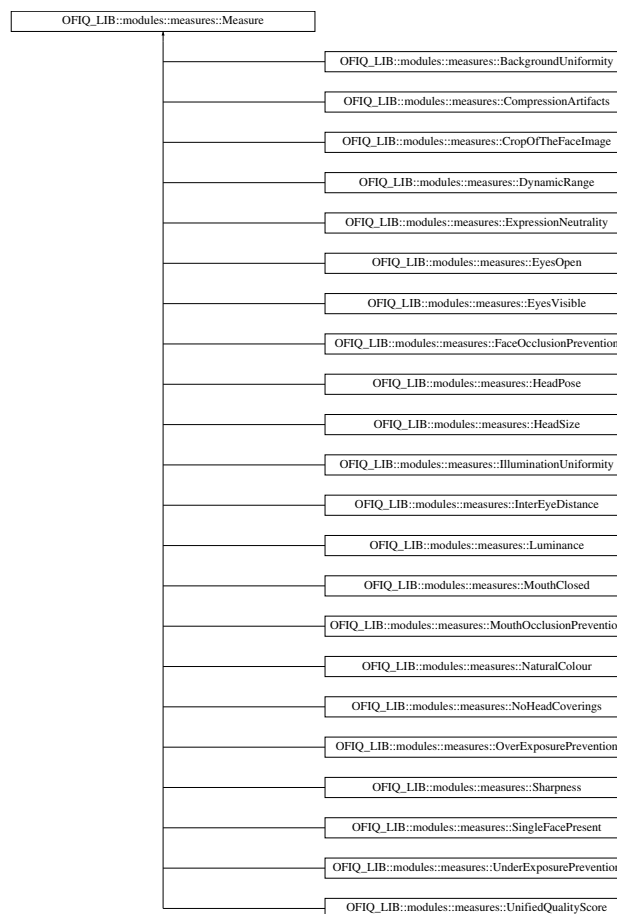 OFIQ_LIB::modules::measures::Measure
OFIQ_LIB::modules::measures::BackgroundUniformity
OFIQ_LIB::modules::measures::CompressionArtifacts
OFIQ_LIB::modules::measures::CropOfTheFaceImage
OFIQ_LIB::modules::measures::DynamicRange
OFIQ_LIB::modules::measures::ExpressionNeutrality
OFIQ_LIB::modules::measures::EyesOpen
OFIQ_LIB::modules::measures::EyesVisible
OFIQ_LIB::modules::measures::FaceOcclusionPrevention
OFIQ_LIB::modules::measures::HeadPose
OFIQ_LIB::modules::measures::HeadSize
OFIQ_LIB::modules::measures::IlluminationUniformity
OFIQ_LIB::modules::measures::InterEyeDistance
OFIQ_LIB::modules::measures::Luminance
OFIQ_LIB::modules::measures::MouthClosed
OFIQ_LIB::modules::measures::MouthOcclusionPreventio
OFIQ_LIB::modules::measures::NaturalColour
OFIQ_LIB::modules::measures::NoHeadCoverings
OFIQ_LIB::modules::measures::OverExposurePrevention
OFIQ_LIB::modules::measures::Sharpness
OFIQ_LIB::modules::measures::SingleFacePresent
OFIQ_LIB::modules::measures::UnderExposurePrevention
OFIQ_LIB::modules::measures::UnifiedQualityScore